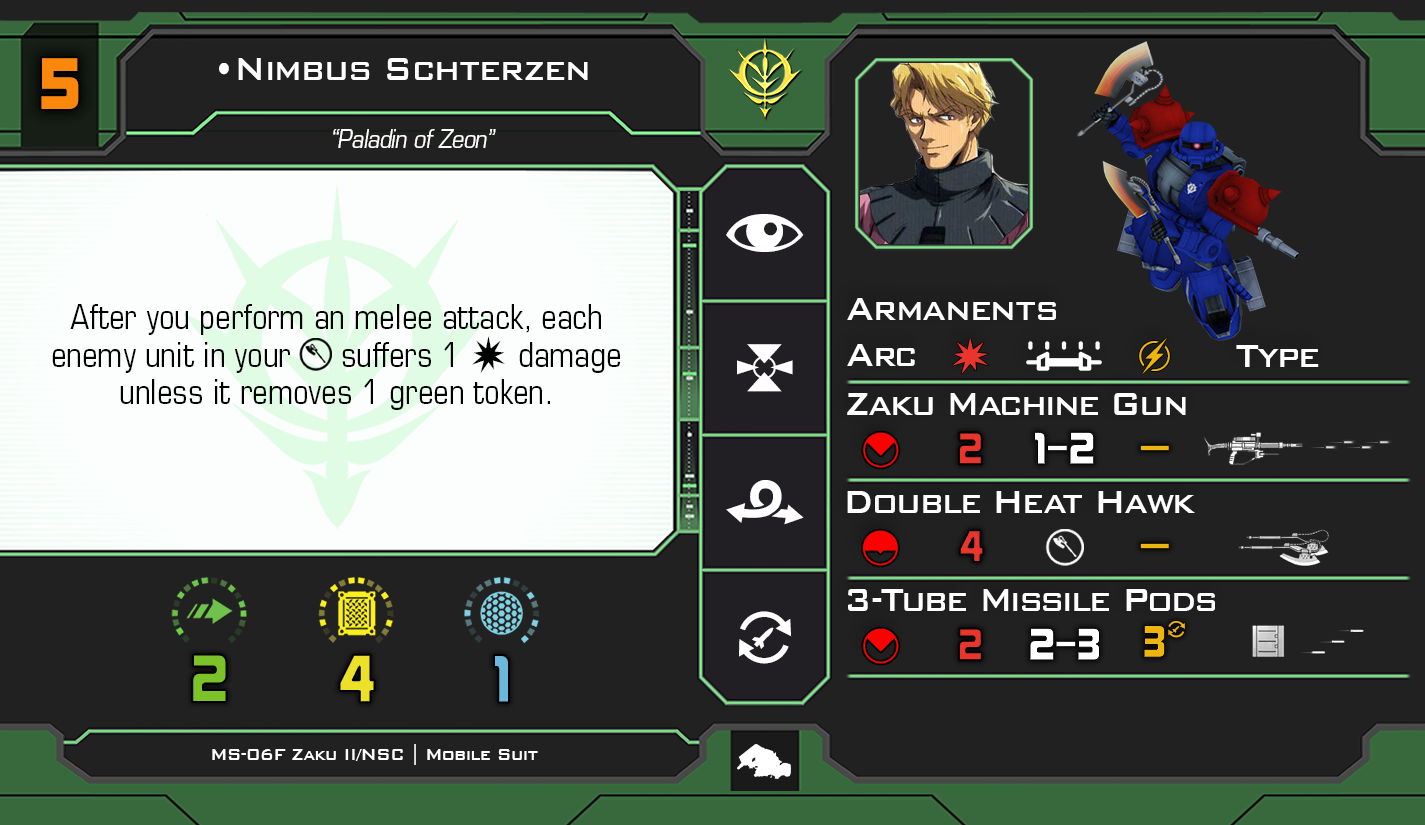 5
•Nimbus Schterzen
“Paladin of Zeon”
After you perform an melee attack, each
enemy unit in your suffers 1 damage
unless it removes 1 green token.
2 4 1
MS-06F Zaku II/NSC | Mobile Suit
Armanents
Arc Type
Zaku Machine Gun
2 1–2 –
Double Heat Hawk
4 –
3-Tube Missile Pods
2 2–3 3